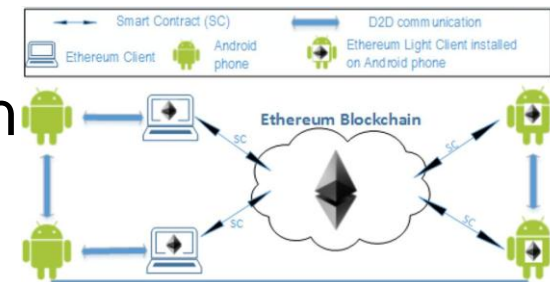 Smart Contract (SC)
D2D communication
Ethereum Client
Android
phone
Ethereum Light Client installed
on Android phone
n
Ethereum Blockchain
SC
SC
SC
SC